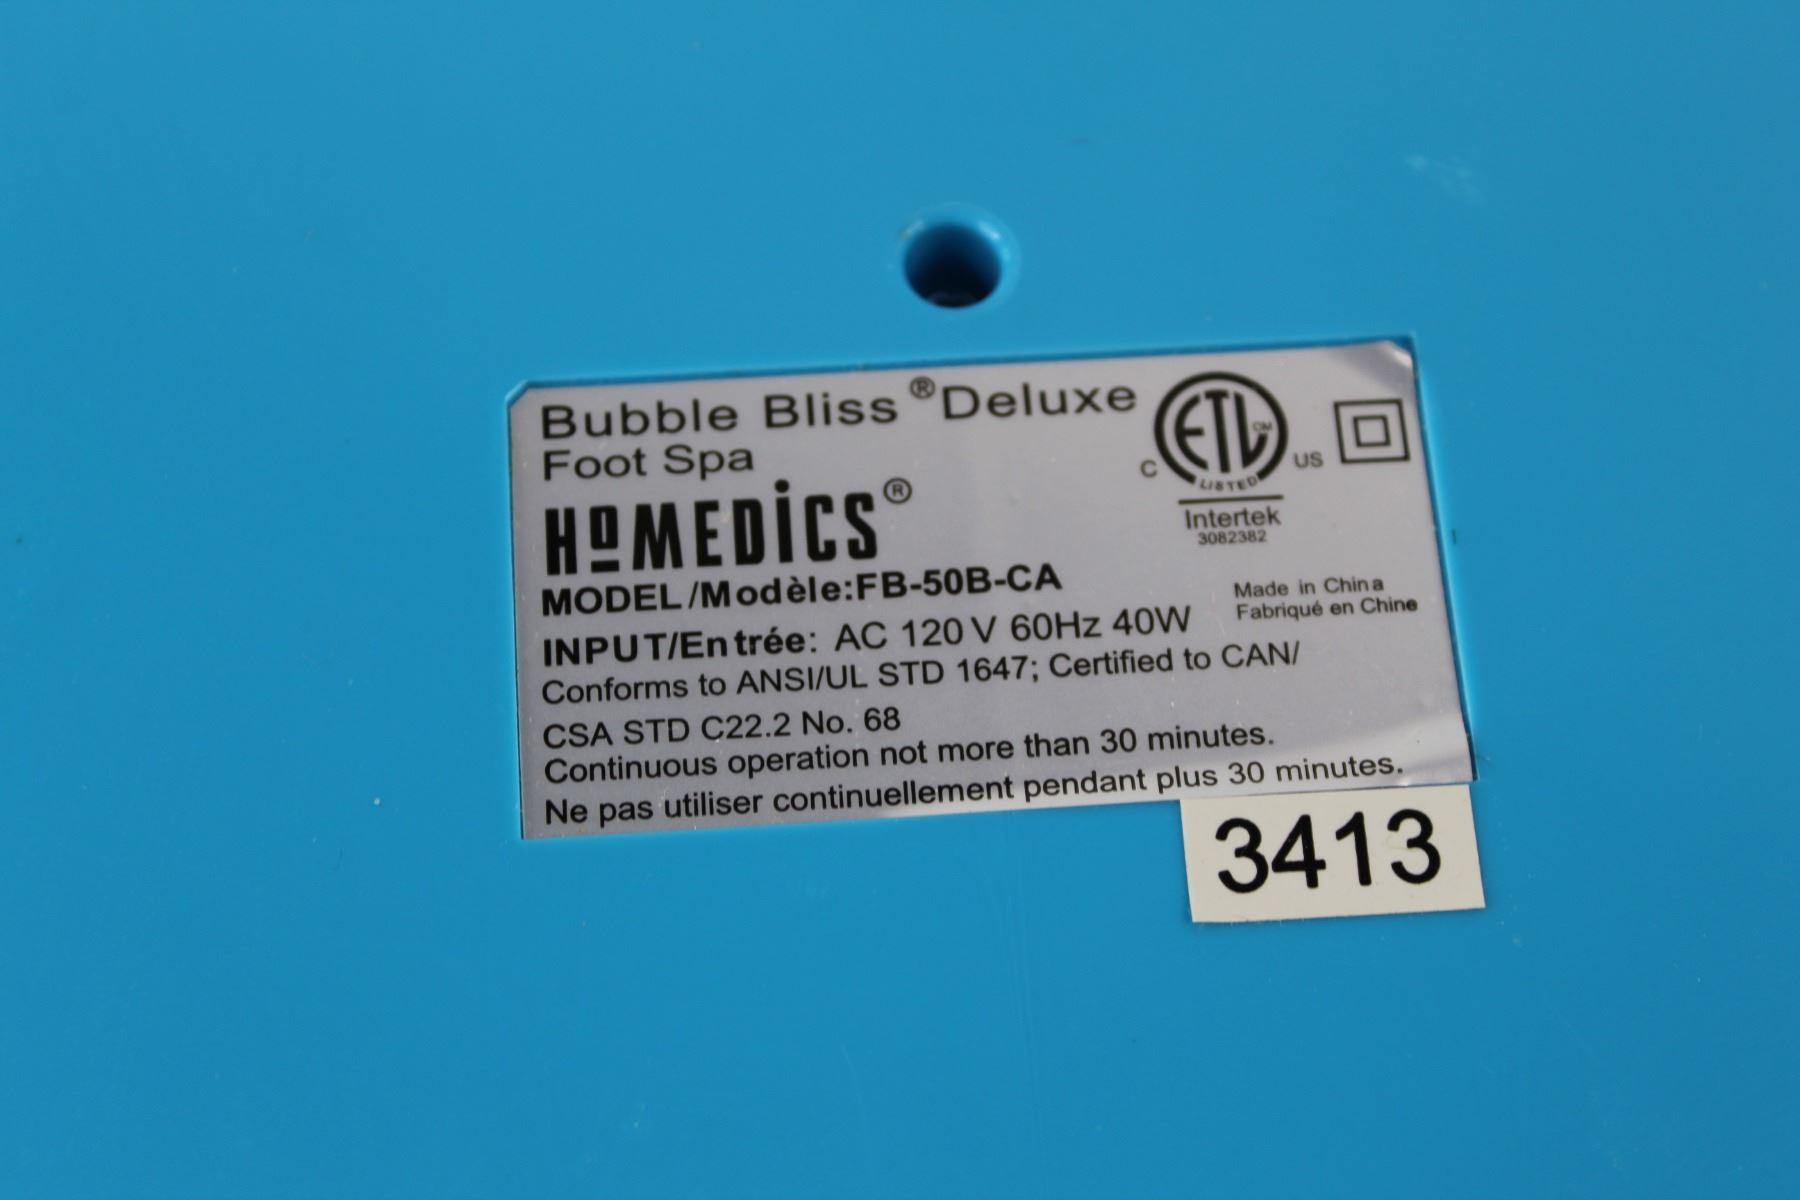 Bubble Bliss® Deluxe
Foot Spa
HoMEDiCS®
MODEL/Modèle:FB-50B-CA
INPUT/Entrée: AC 120V 60Hz 40W
Conforms to ANSI/UL STD 1647; Certified to CAN/
CSA STD C22.2 No. 68
Continuous operation not more than 30 minutes.
Ne pas utiliser continuellement pendant plus 30 minutes.
ETL CM
C LISTED US
Intertek
3082382
Made in China
Fabriqué en Chine
3413